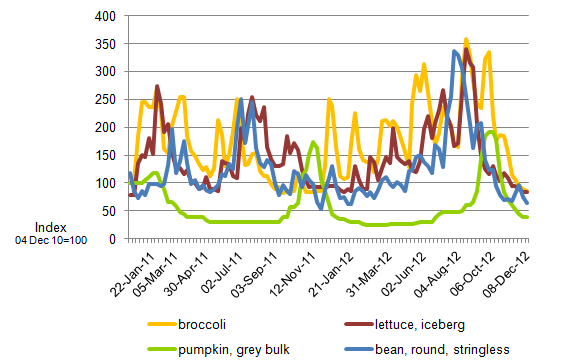 400
350
300
250
200
150
100
50
0
Index
04 Dec 10=100
22-Jan-11
05-Mar-11
30-Apr-11
02-Jul-11
03-Sep-11
12-Nov-11
21-Jan-12
31-Mar-12
02-Jun-12
04-Aug-12
06-Oct-12
08-Dec-12
broccoli
lettuce, iceberg
pumpkin, grey bulk
bean, round, stringless